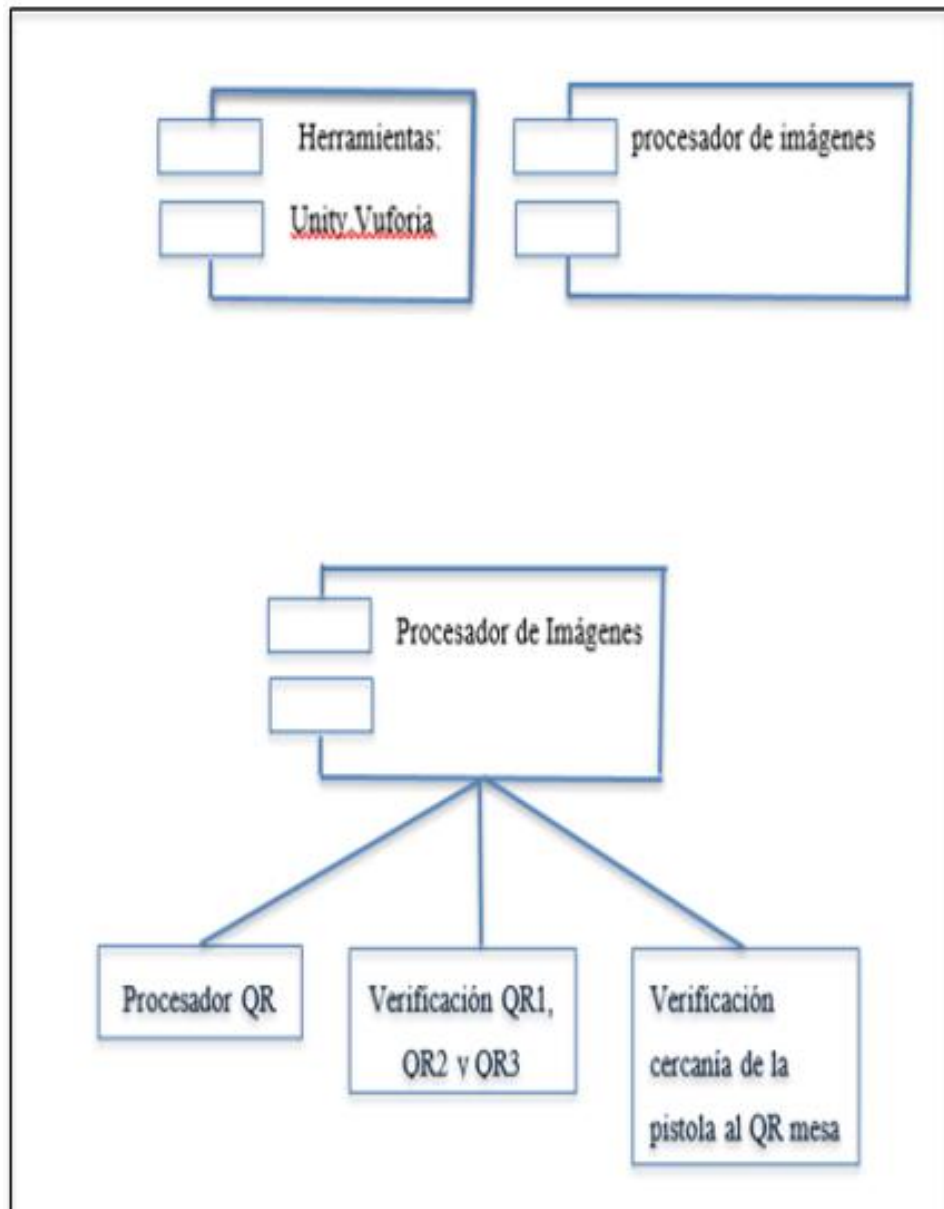 Herramientas:
Unity.Vuforia
procesador de imágenes
Procesador de Imágenes
Procesador QR
Verificación QR1,
QR2 y QR3
Verificación
cercanía de la
pistola al QR mesa